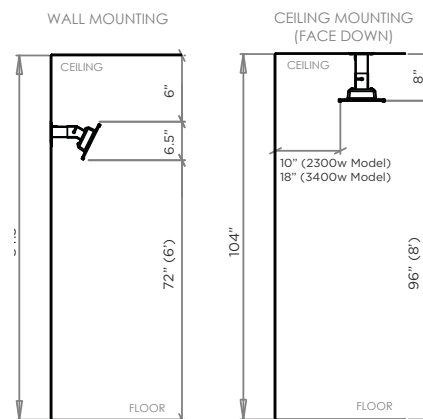 WALL MOUNTING
CEILING
6"
6.5"
72" (6')
FLOOR
CEILING MOUNTING
(FACE DOWN)
CEILING
8"
10" (2300w Model)
18" (3400w Model)
104"
96" (8')
FLOOR